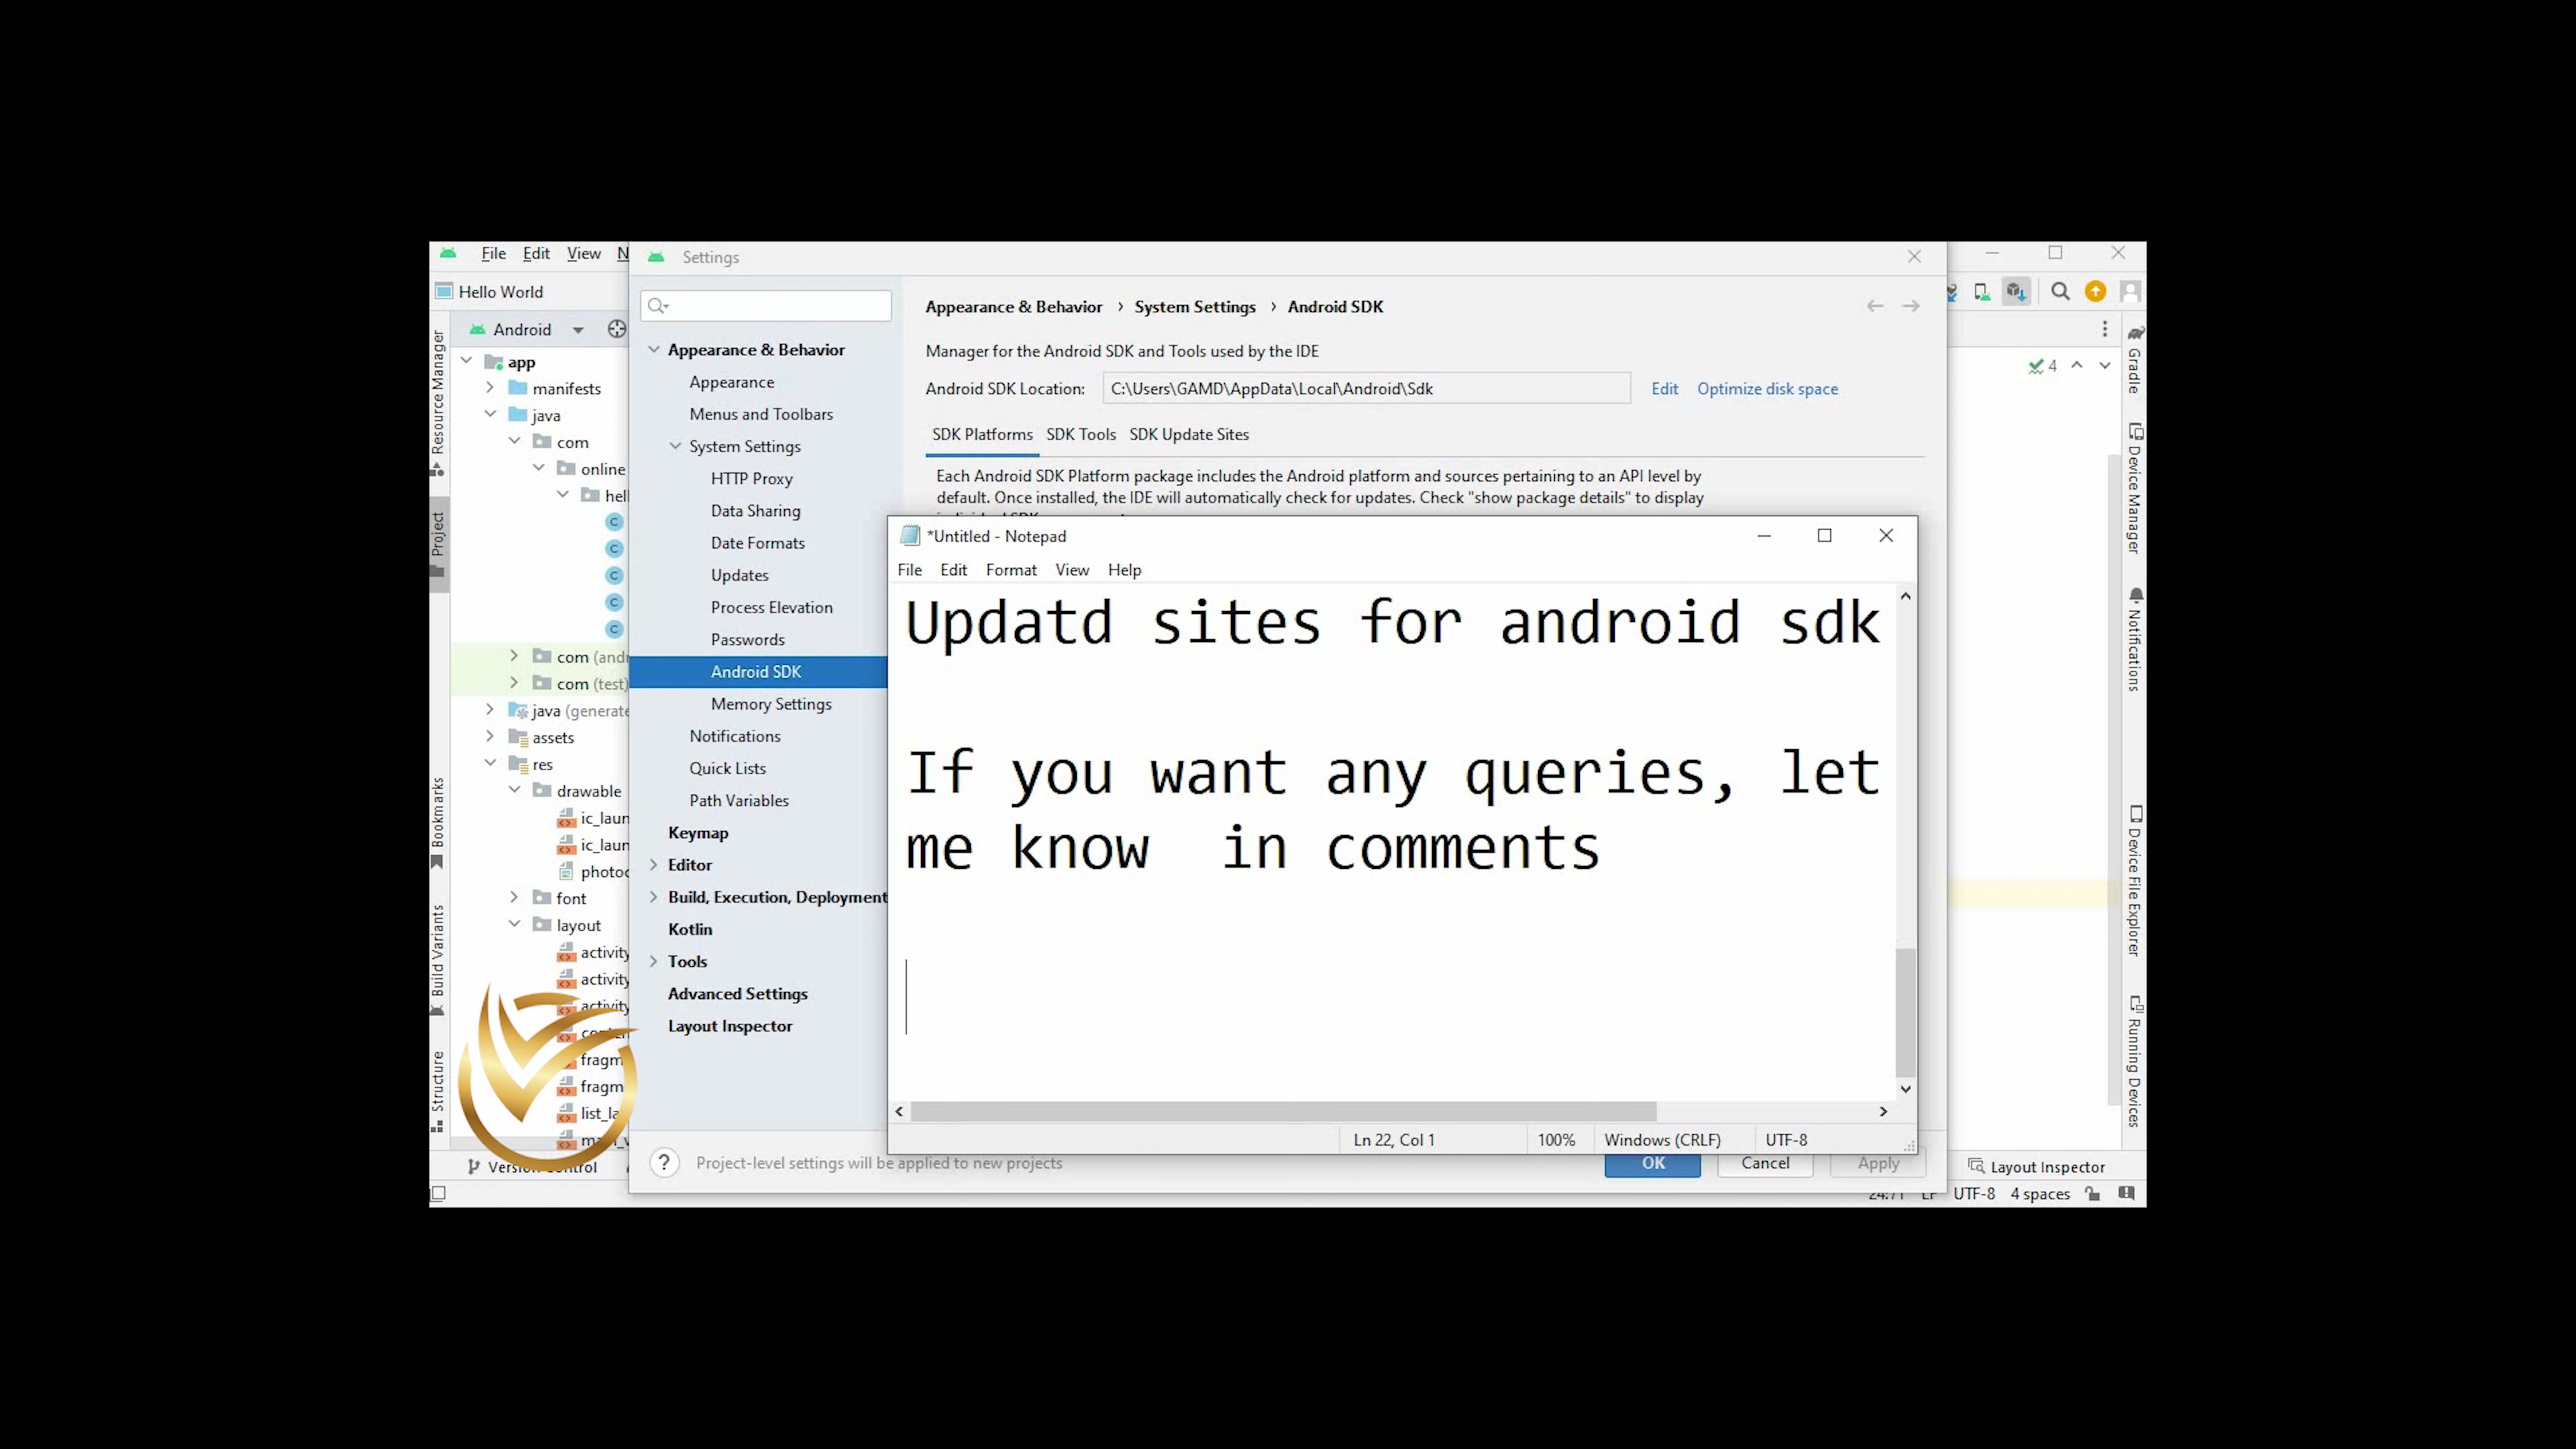 File Edit View
Hello World
Android
app
manifests
java
com
online
com
com (test)
java
assets
res
drawable
font
layout
Resource Manager
Project
Bookmarks
Build Variants
Structure
Settings
Appearance & Behavior
Appearance
Menus and Toolbars
System Settings
HTTP Proxy
Data Sharing
Date Formats
Updates
Process Elevation
Passwords
Android SDK
Memory Settings
Notifications
Quick Lists
Path Variables
Keymap
Editor
Build, Execution, Deployment
Kotlin
Tools
Advanced Settings
Layout Inspector
Appearance & Behavior › System Settings › Android SDK
Manager for the Android SDK and Tools used by the IDE
Android SDK Location: C:\Users\GAMD\AppData\Local\Android\Sdk Edit Optimize disk space
SDK Platforms SDK Tools SDK Update Sites
Each Android SDK Platform package includes the Android platform and sources pertaining to an API level by
default. Once installed, the IDE will automatically check for updates. Check "show package details" to display
*Untitled - Notepad
File Edit Format View Help
Updatd sites for android sdk
If you want any queries, let
me know  in comments
Ln 22, Col 1 100% Windows (CRLF) UTF-8
? Project-level settings will be applied to new projects
OK Cancel Apply
4
Gradle
Device Manager
Notifications
Device File Explorer
Running Devices
Layout Inspector
UTF-8 4 spaces